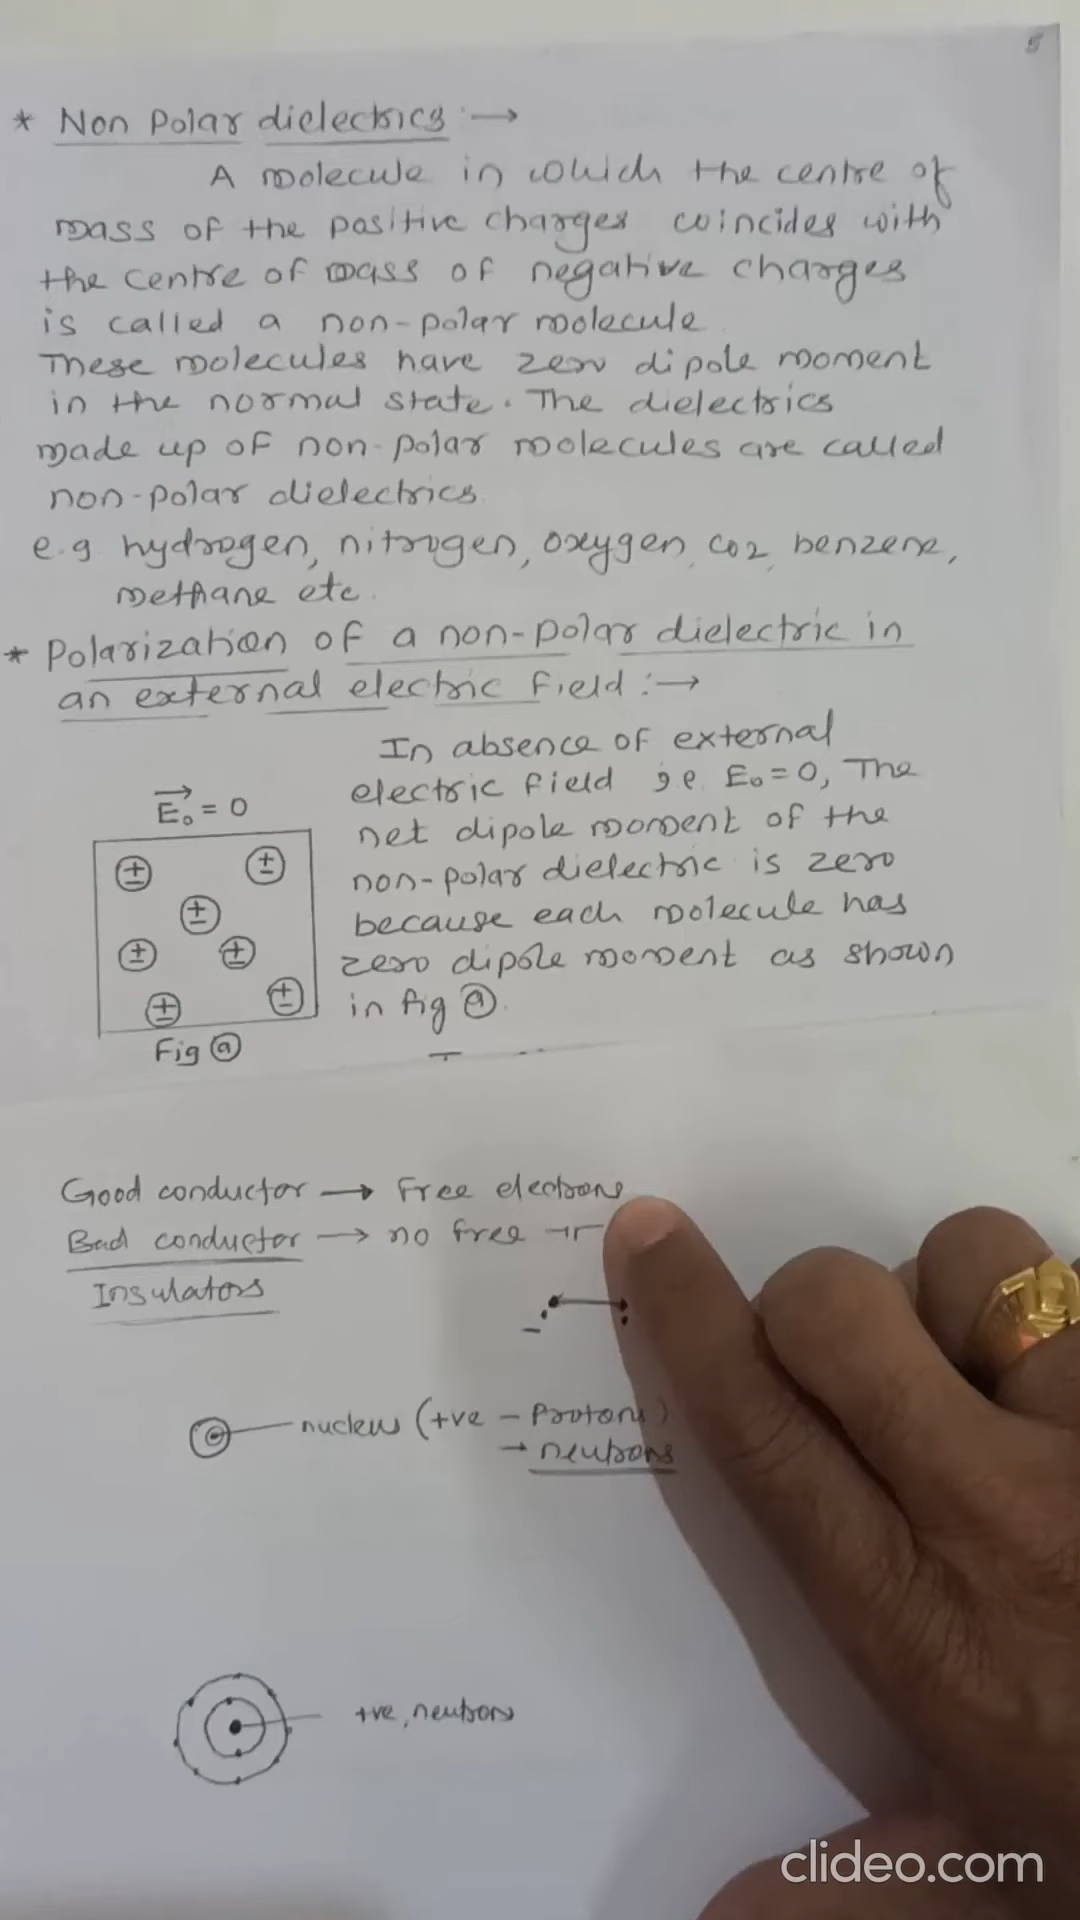 5
* Non Polar dielectrics :→
A molecule in which the centre of
mass of the positive charges coincides with
the centre of mass of negative charges
is called a non-polar molecule
These molecules have zero dipole moment
in the normal state. The dielectrics
made up of non-polar molecules are called
non-polar dielectrics.
e.g. hydrogen, nitrogen, oxygen, CO2, benzene,
methane etc.
* Polarization of a non-polar dielectric in
an external electric field :→
In absence of external
electric field i.e. E₀ = 0, The
net dipole moment of the
non-polar dielectric is zero
because each molecule has
zero dipole moment as shown
in fig ⓐ.
E₀ = 0
± ±
±
± ±
± ±
Fig ⓐ
Good conductor → Free electrons
Bad conductor → no free
Insulators
–
nucleus (+ve – Protons)
→ neutrons
+ve, neutrons
clideo.com